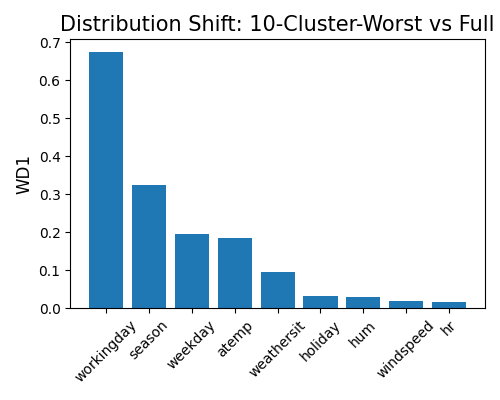 Distribution Shift: 10-Cluster-Worst vs Full
WD1
0.7
0.6
0.5
0.4
0.3
0.2
0.1
0.0
workingday
season
weekday
atemp
weathersit
holiday
hum
windspeed
hr